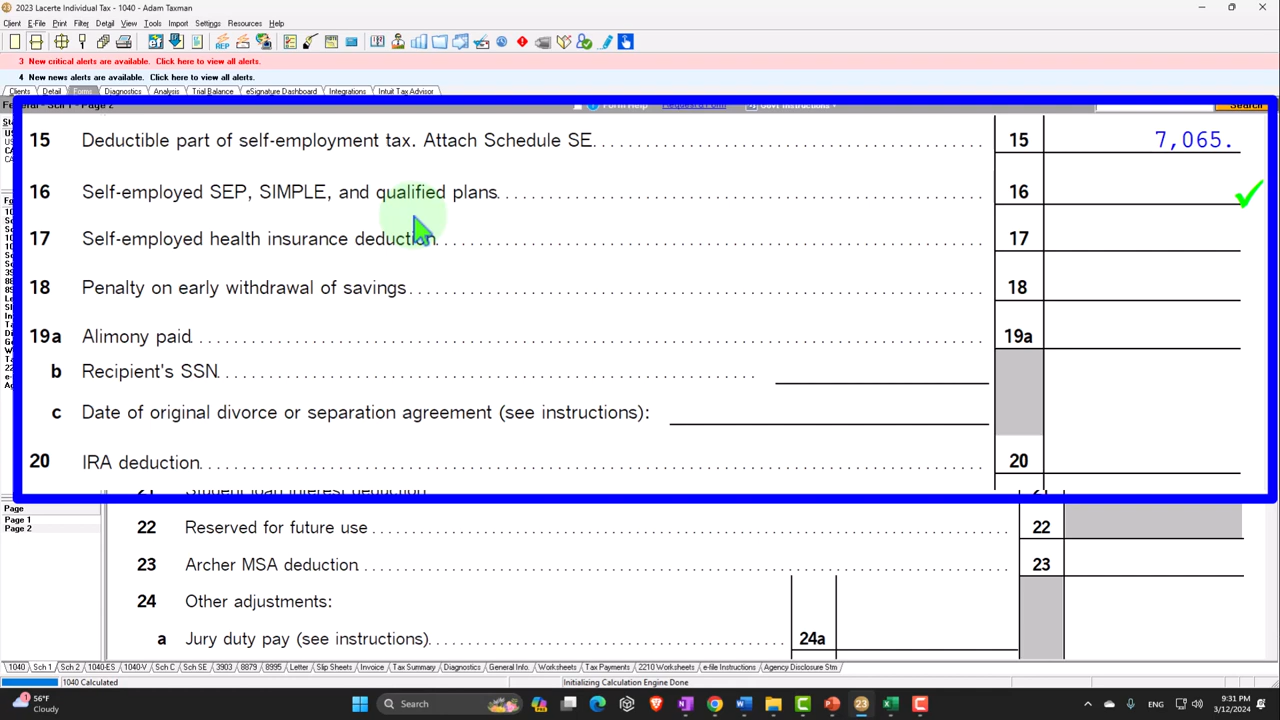 2023 Lacerte Individual Tax - 1040 - Adam Taxman
Client E-File Print Filter Detail View Tools Import Settings Resources Help
3 New critical alerts are available. Click here to view all alerts.
4 New news alerts are available. Click here to view all alerts.
Clients Detail Forms Diagnostics Analysis Trial Balance eSignature Dashboard Integrations Intuit Tax Advisor
Federal - Sch 1 - Page 2 Form Help Search
15 Deductible part of self-employment tax. Attach Schedule SE 15 7,065.
16 Self-employed SEP, SIMPLE, and qualified plans 16
17 Self-employed health insurance deduction 17
18 Penalty on early withdrawal of savings 18
19a Alimony paid 19a
b Recipient's SSN
c Date of original divorce or separation agreement (see instructions):
20 IRA deduction 20
Page
Page 1
Page 2
22 Reserved for future use 22
23 Archer MSA deduction 23
24 Other adjustments:
a Jury duty pay (see instructions) 24a
1040 Sch 1 Sch 2 1040-ES 1040-V Sch C Sch SE 3903 8879 8995 Letter Slip Sheets Invoice Tax Summary Diagnostics General Info. Worksheets Tax Payments 2210 Worksheets e-file Instructions Agency Disclosure Stm
1040 Calculated Initializing Calculation Engine Done
56°F
Cloudy
Search
ENG
9:31 PM
3/12/2024